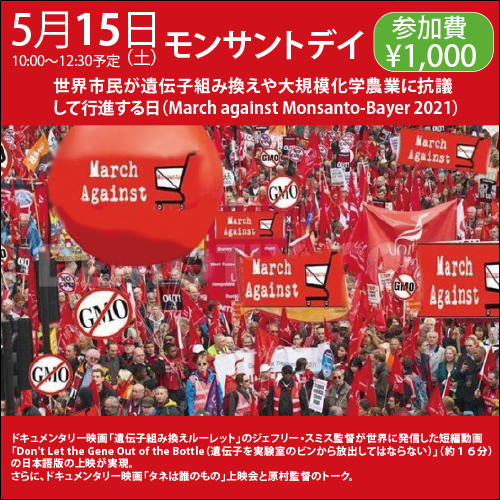 5月15日(土)モンサントデイ
10:00〜12:30予定
参加費
¥1,000
世界市民が遺伝子組み換えや大規模化学農業に抗議
して行進する日(March against Monsanto-Bayer 2021)
March
Against
GMO
GMO
March
Against
March
Against
March
Against
March
Against
GMO
GMO
GMO
ドキュメンタリー映画「遺伝子組み換えルーレット」のジェフリー・スミス監督が世界に発信した短編動画
「Don't Let the Gene Out of the Bottle(遺伝子を実験室のビンから放出してはならない)」(約16分)
の日本語版の上映が実現。
さらに、ドキュメンタリー映画「タネは誰のもの」上映会と原村監督のトーク。